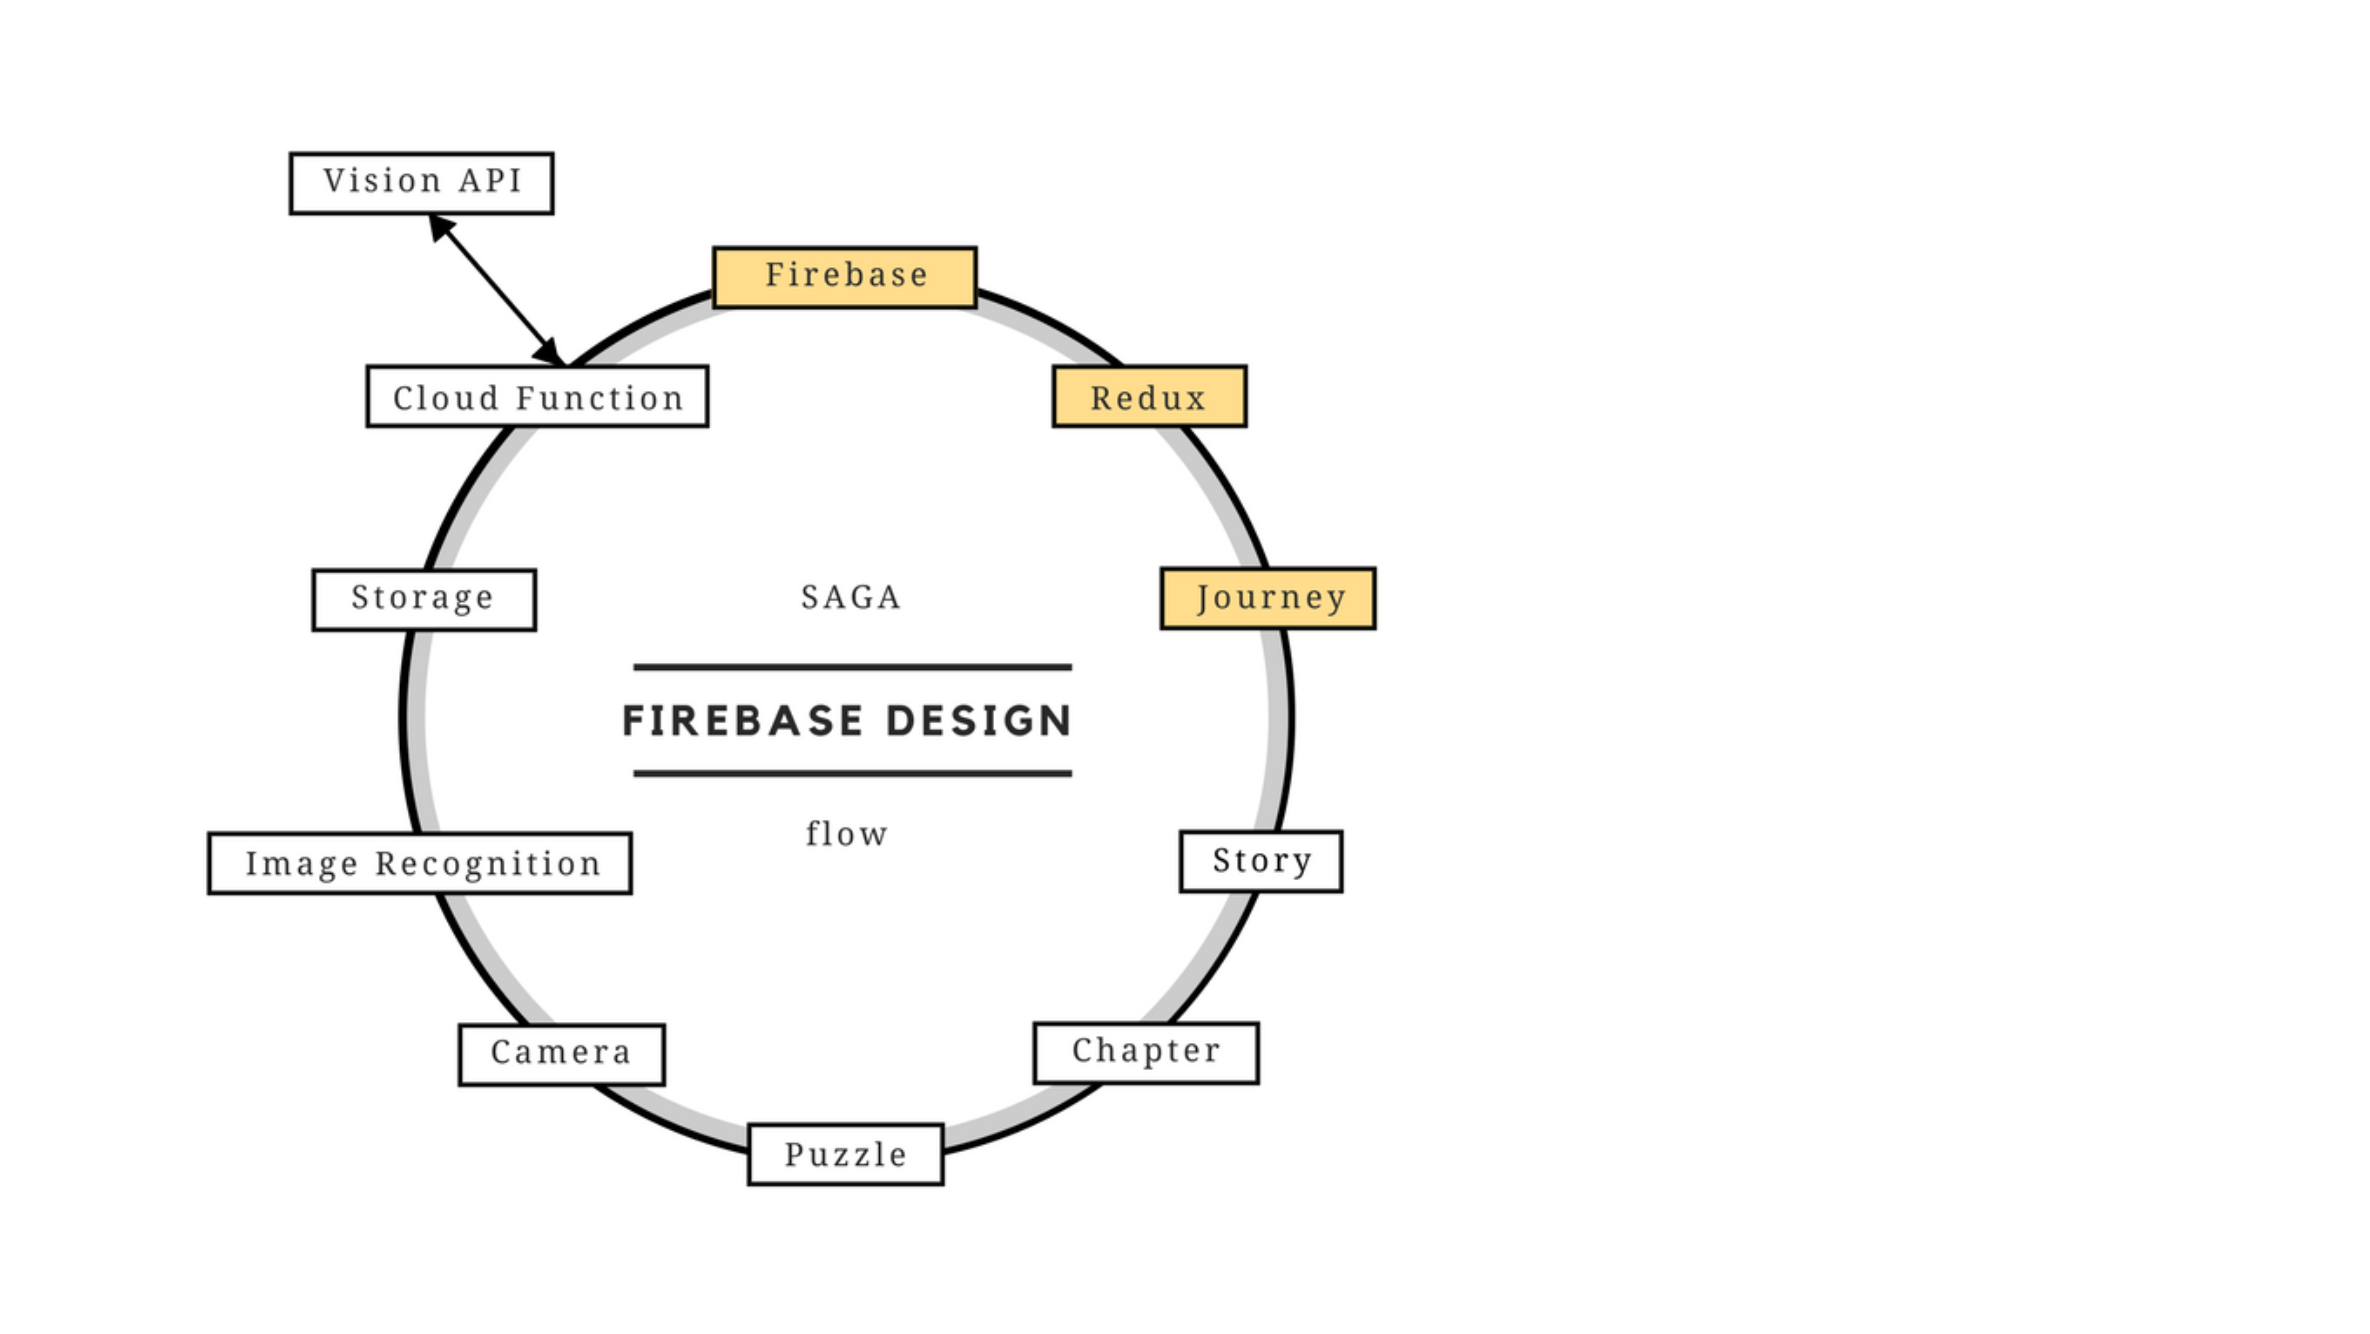 Vision API
Firebase
Cloud Function
Redux
Storage
SAGA
Journey
FIREBASE DESIGN
flow
Image Recognition
Story
Camera
Chapter
Puzzle